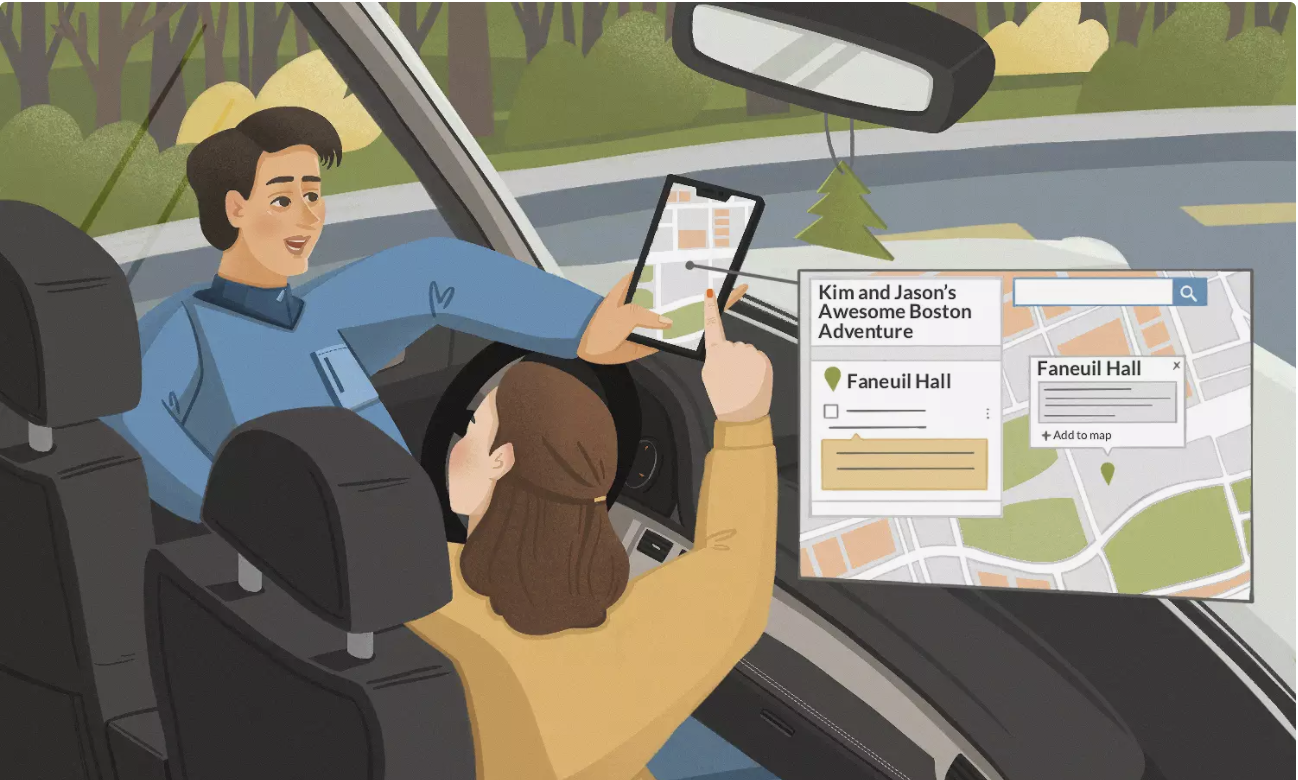 Kim and Jason's
Awesome Boston
Adventure
Faneuil Hall
Faneuil Hall
x
+ Add to map